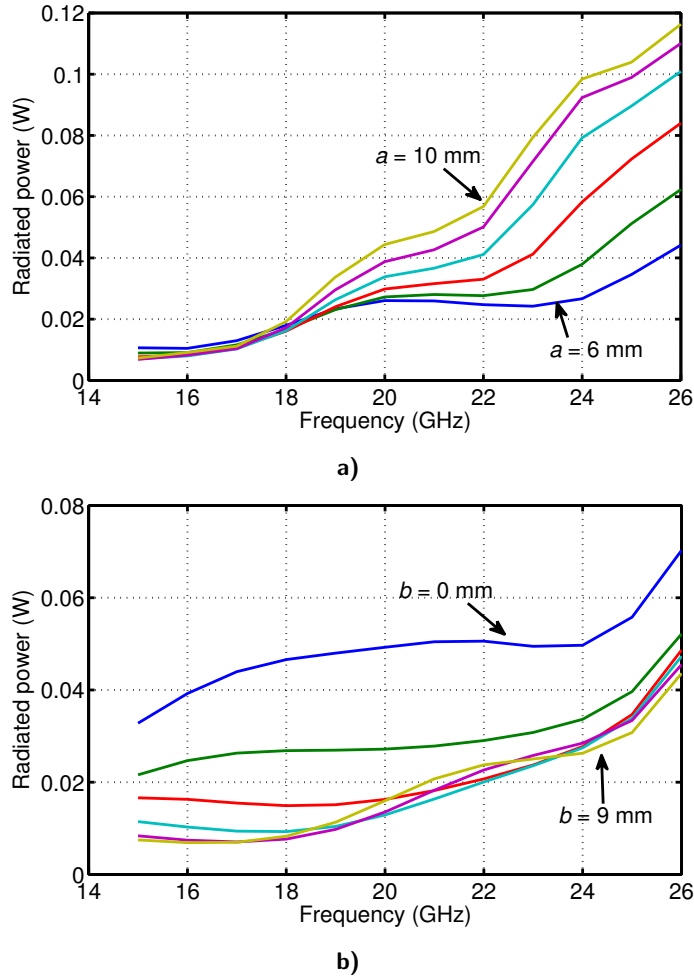 0.12
0.1
0.08
0.06
0.04
0.02
0
Radiated power (W)
a = 10 mm
a = 6 mm
14 16 18 20 22 24 26
Frequency (GHz)
a)
0.08
0.06
0.04
0.02
0
Radiated power (W)
b = 0 mm
b = 9 mm
14 16 18 20 22 24 26
Frequency (GHz)
b)